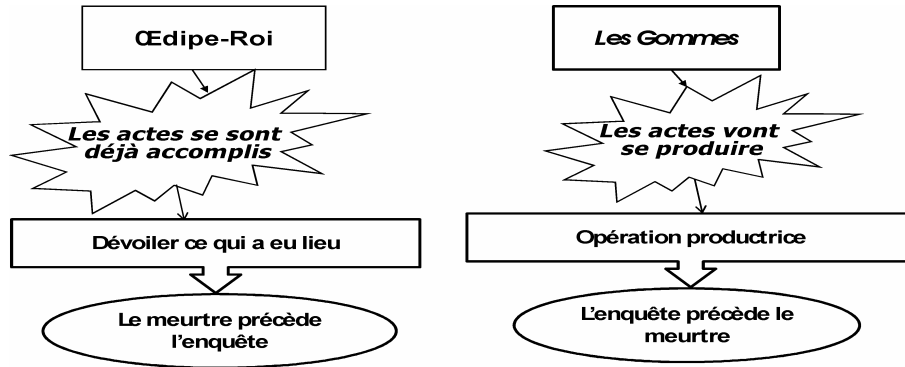 Œdipe-Roi
Les actes se sont
déjà accomplis
Dévoiler ce qui a eu lieu
Le meurtre précède
l'enquête
Les Gommes
Les actes vont
se produire
Opération productrice
L'enquête précède le
meurtre